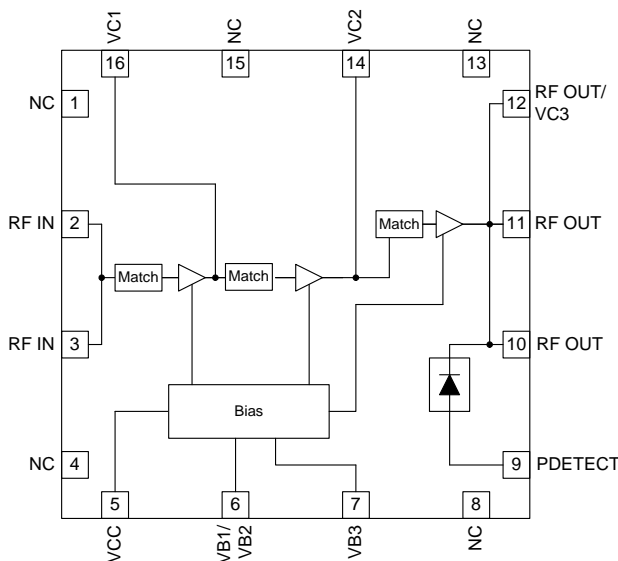 VC1
NC
VC2
NC
16
15
14
13
NC
1
12
RF OUT/
VC3
RF IN
2
Match
11
RF OUT
Match
Match
RF IN
3
10
RF OUT
Bias
NC
4
9
PDETECT
5
6
7
8
VCC
VB1/
VB2
VB3
NC